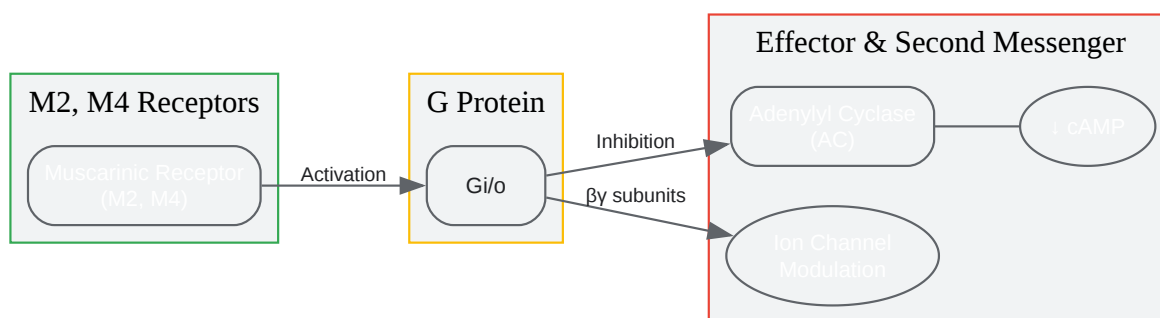 Effector & Second Messenger
M2, M4 Receptors
G Protein
Muscarinic Receptor
(M2, M4)
Activation
Gi/o
Inhibition
βγ subunits
Adenylyl Cyclase
(AC)
↓ cAMP
Ion Channel
Modulation